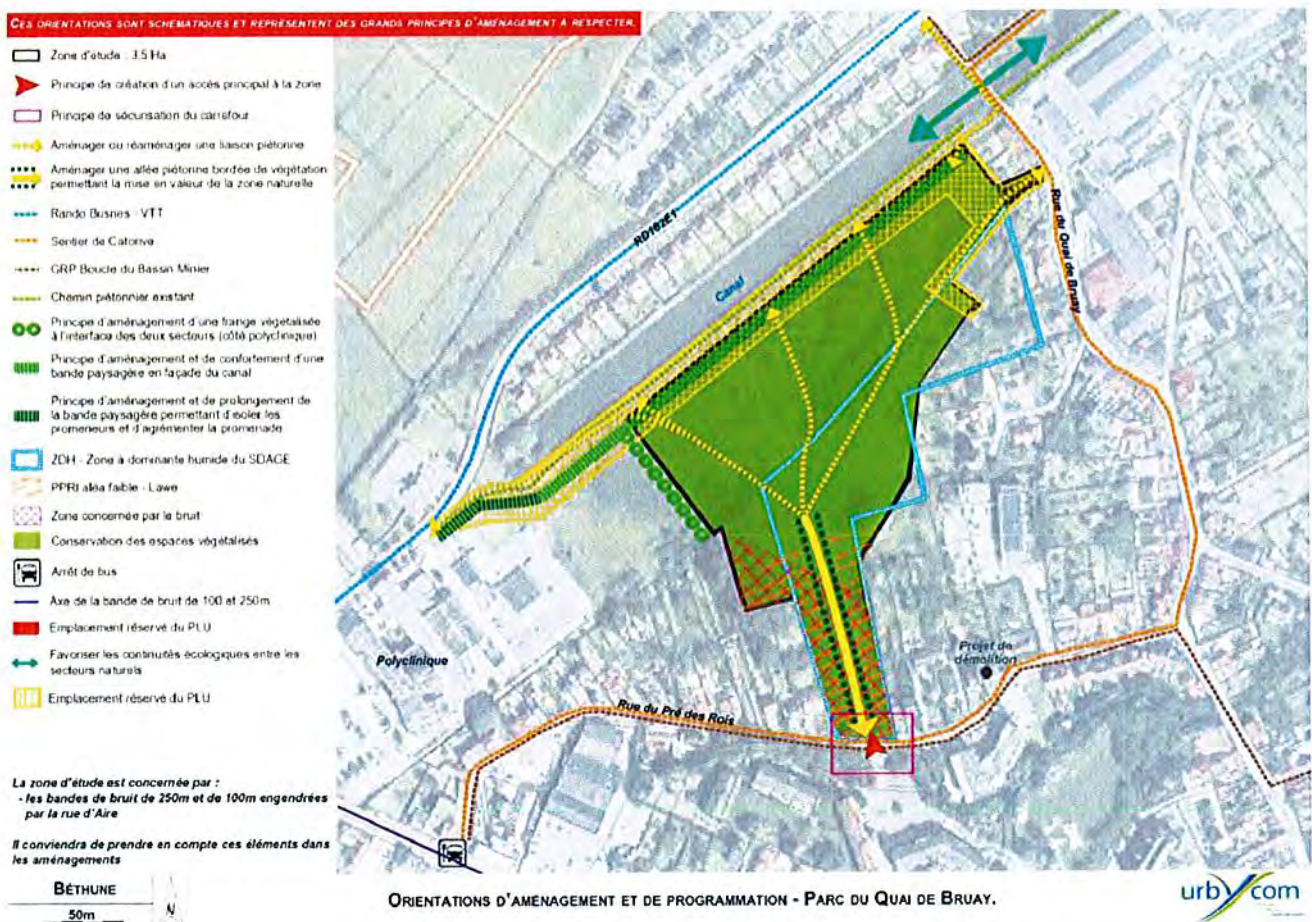 CES ORIENTATIONS SONT SCHÉMATIQUES ET REPRÉSENTENT DES GRANDS PRINCIPES D'AMÉNAGEMENT À RESPECTER.
Zone d'étude : 3.5 Ha
Principe de création d'un accès principal à la zone
Principe de sécurisation du carrefour
Aménager ou réaménager une liaison piétonne
Aménager une allée piétonne bordée de végétation
permettant la mise en valeur de la zone naturelle
Rando Busnes - VTT
Sentier de Catorive
GRP Boucle du Bassin Minier
Chemin piétonnier existant
Principe d'aménagement d'une frange végétalisée
à l'interface des deux secteurs (côté polyclinique)
Principe d'aménagement et de confortement d'une
bande paysagère en façade du canal
Principe d'aménagement et de prolongement de
la bande paysagère permettant d'isoler les
promeneurs et d'agrémenter la promenade
ZDH - Zone à dominante humide du SDAGE
PPRI aléa faible - Lawe
Zone concernée par le bruit
Conservation des espaces végétalisés
Arrêt de bus
Axe de la bande de bruit de 100 et 250m
Emplacement réservé du PLU
Favoriser les continuités écologiques entre les
secteurs naturels
Emplacement réservé du PLU
La zone d'étude est concernée par :
- les bandes de bruit de 250m et de 100m engendrées
par la rue d'Aire
Il conviendra de prendre en compte ces éléments dans
les aménagements
RD182E1
Canal
Rue du Quai de Bruay
Polyclinique
Projet de
démolition
Rue du Pré des Rois
BÉTHUNE
50m
N
ORIENTATIONS D'AMÉNAGEMENT ET DE PROGRAMMATION - PARC DU QUAI DE BRUAY.
urbycom